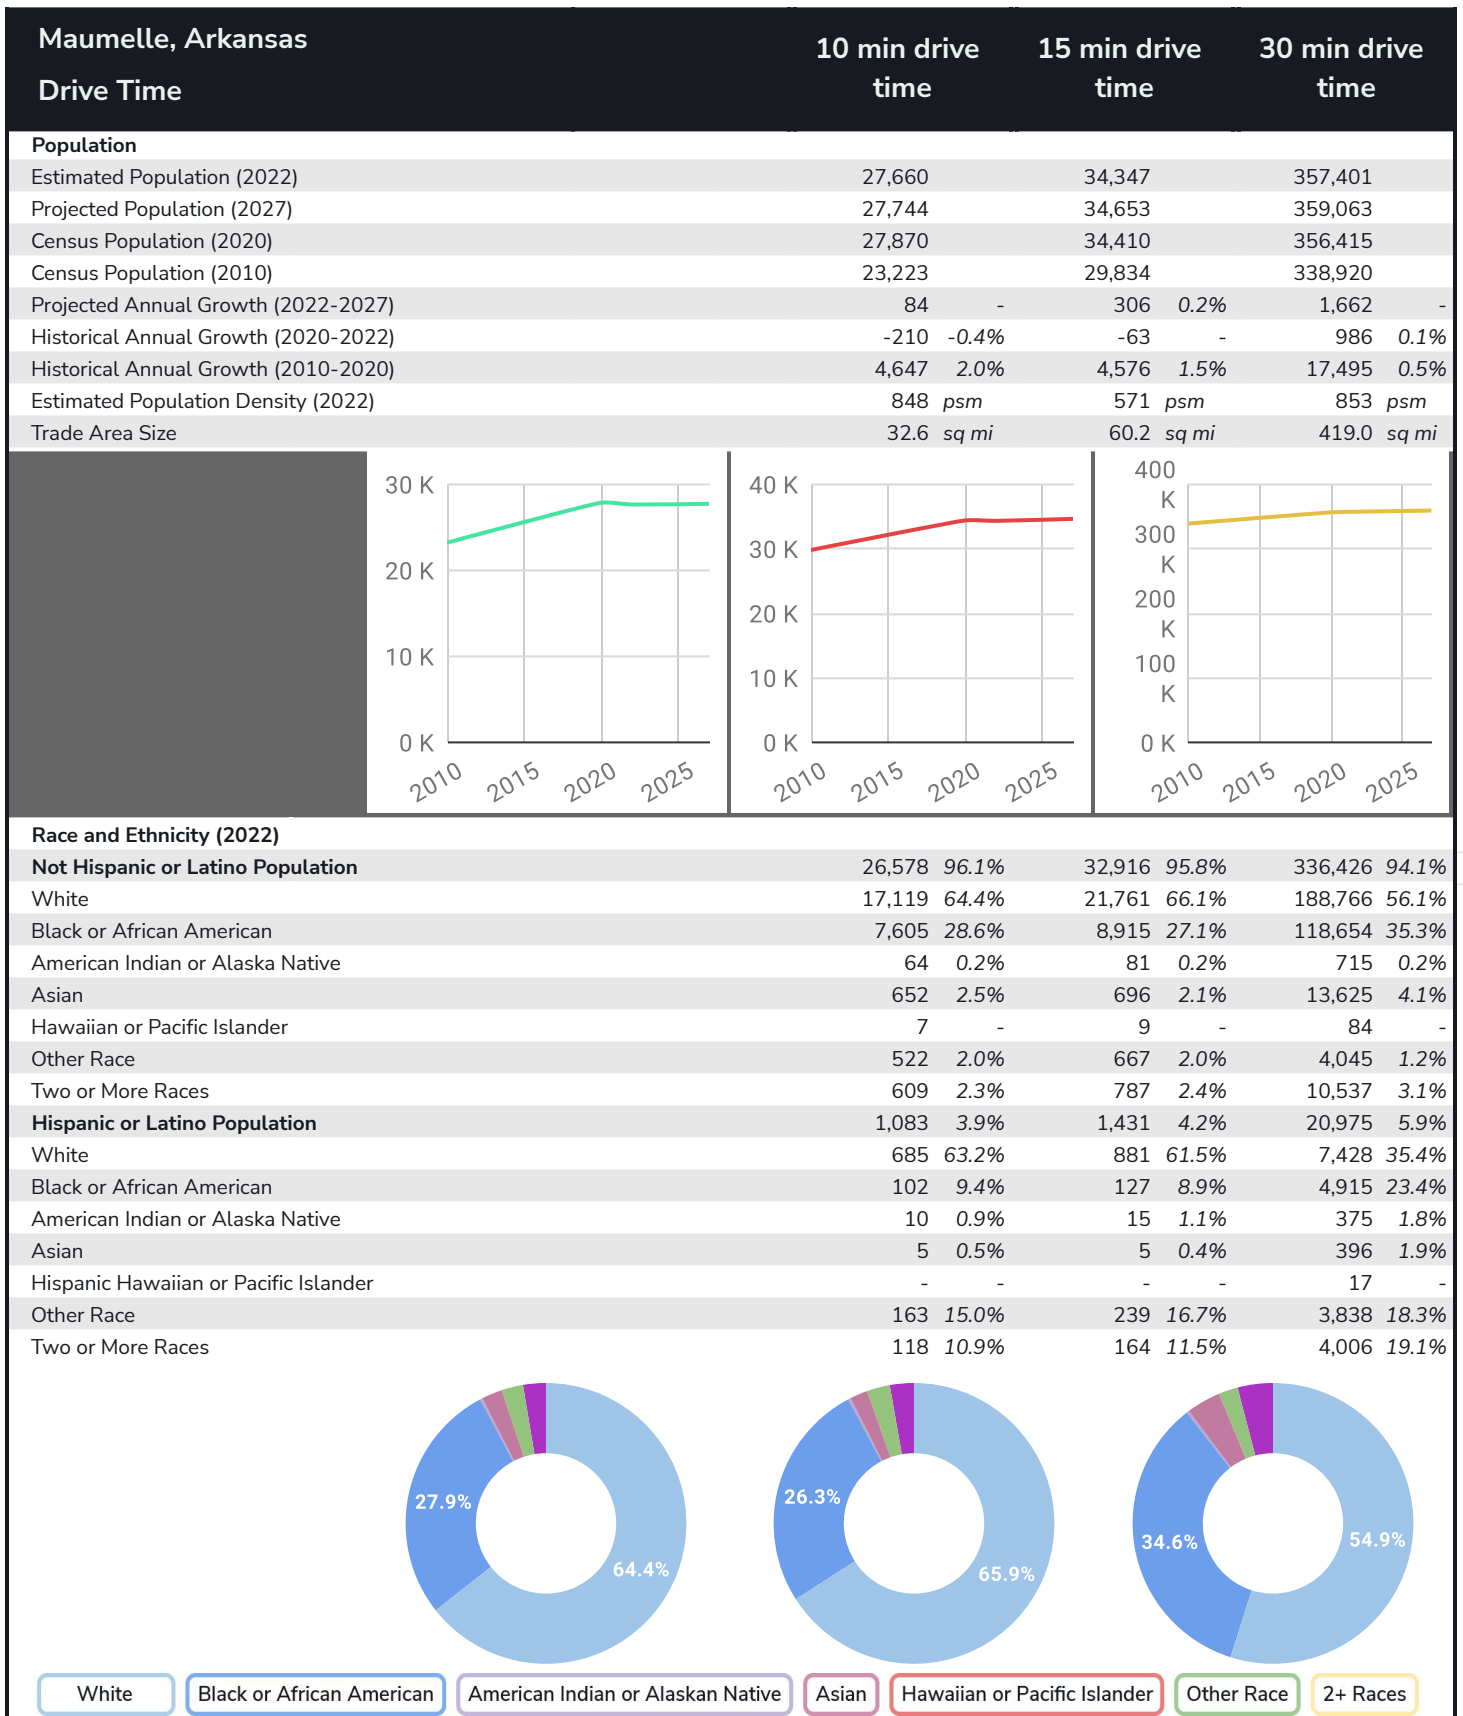 Maumelle, Arkansas
Drive Time
10 min drive time
15 min drive time
30 min drive time
Population
Estimated Population (2022) 27,660 34,347 357,401
Projected Population (2027) 27,744 34,653 359,063
Census Population (2020) 27,870 34,410 356,415
Census Population (2010) 23,223 29,834 338,920
Projected Annual Growth (2022-2027) 84 - 306 0.2% 1,662 -
Historical Annual Growth (2020-2022) -210 -0.4% -63 - 986 0.1%
Historical Annual Growth (2010-2020) 4,647 2.0% 4,576 1.5% 17,495 0.5%
Estimated Population Density (2022) 848 psm 571 psm 853 psm
Trade Area Size 32.6 sq mi 60.2 sq mi 419.0 sq mi
30 K
20 K
10 K
0 K
2010 2015 2020 2025
40 K
30 K
20 K
10 K
0 K
2010 2015 2020 2025
400 K
300 K
200 K
100 K
0 K
2010 2015 2020 2025
Race and Ethnicity (2022)
Not Hispanic or Latino Population 26,578 96.1% 32,916 95.8% 336,426 94.1%
White 17,119 64.4% 21,761 66.1% 188,766 56.1%
Black or African American 7,605 28.6% 8,915 27.1% 118,654 35.3%
American Indian or Alaska Native 64 0.2% 81 0.2% 715 0.2%
Asian 652 2.5% 696 2.1% 13,625 4.1%
Hawaiian or Pacific Islander 7 - 9 - 84 -
Other Race 522 2.0% 667 2.0% 4,045 1.2%
Two or More Races 609 2.3% 787 2.4% 10,537 3.1%
Hispanic or Latino Population 1,083 3.9% 1,431 4.2% 20,975 5.9%
White 685 63.2% 881 61.5% 7,428 35.4%
Black or African American 102 9.4% 127 8.9% 4,915 23.4%
American Indian or Alaska Native 10 0.9% 15 1.1% 375 1.8%
Asian 5 0.5% 5 0.4% 396 1.9%
Hispanic Hawaiian or Pacific Islander - - - - 17 -
Other Race 163 15.0% 239 16.7% 3,838 18.3%
Two or More Races 118 10.9% 164 11.5% 4,006 19.1%
27.9% 64.4%
26.3% 65.9%
34.6% 54.9%
White Black or African American American Indian or Alaskan Native Asian Hawaiian or Pacific Islander Other Race 2+ Races